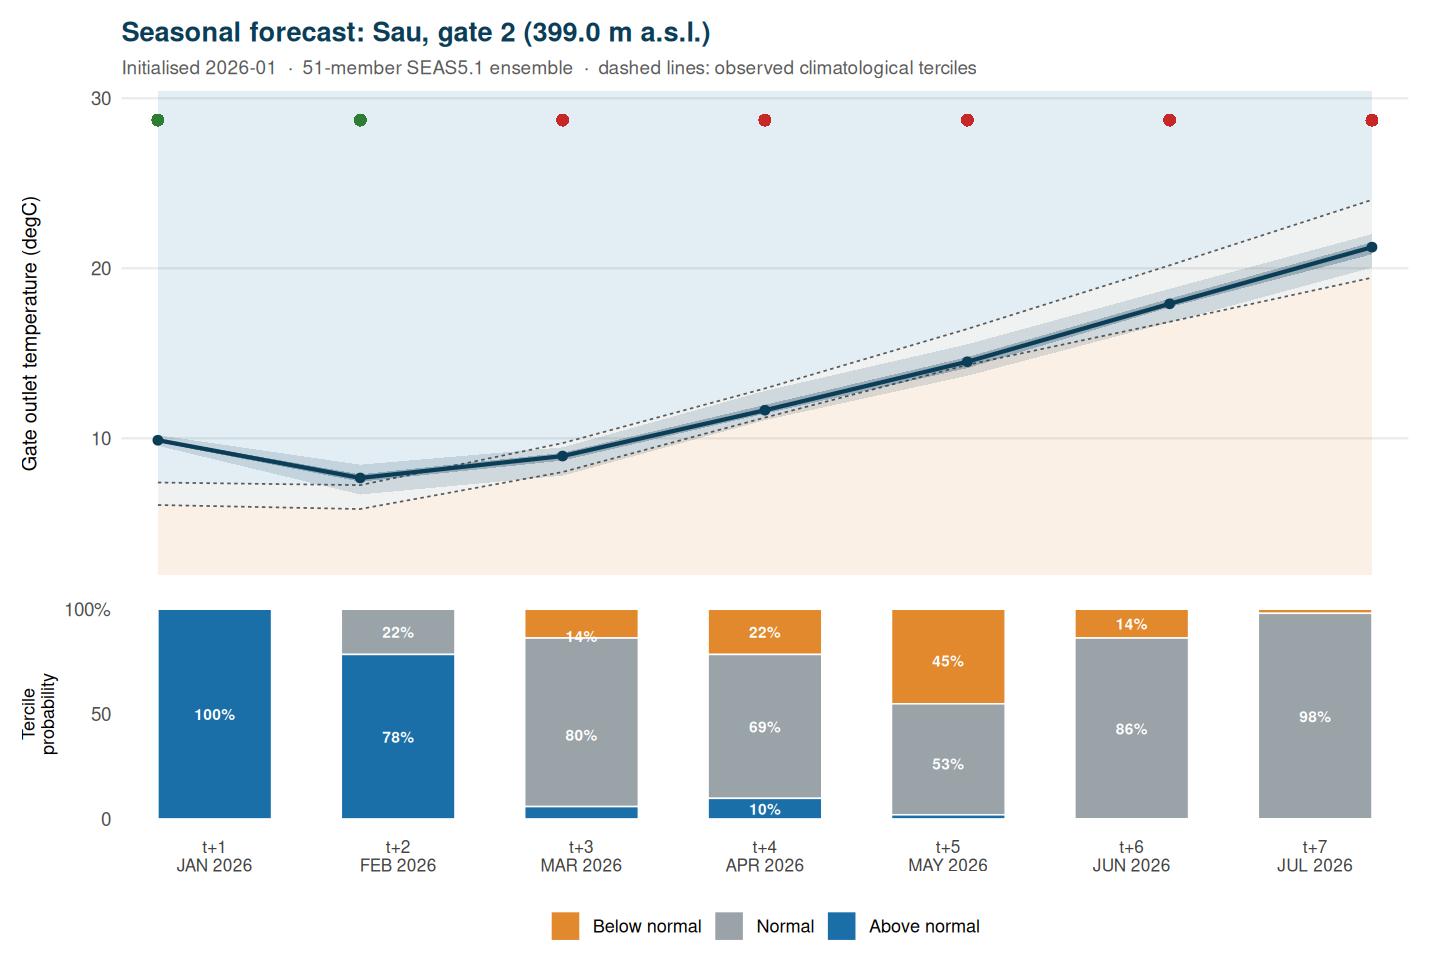 Seasonal forecast: Sau, gate 2 (399.0 m a.s.l.)
Initialised 2026-01 · 51-member SEAS5.1 ensemble · dashed lines: observed climatological terciles
30
20
10
Gate outlet temperature (degC)
100%
50
0
Tercile
probability
100%
22%
78%
14%
80%
22%
69%
10%
45%
53%
14%
86%
98%
t+1
JAN 2026
t+2
FEB 2026
t+3
MAR 2026
t+4
APR 2026
t+5
MAY 2026
t+6
JUN 2026
t+7
JUL 2026
Below normal
Normal
Above normal